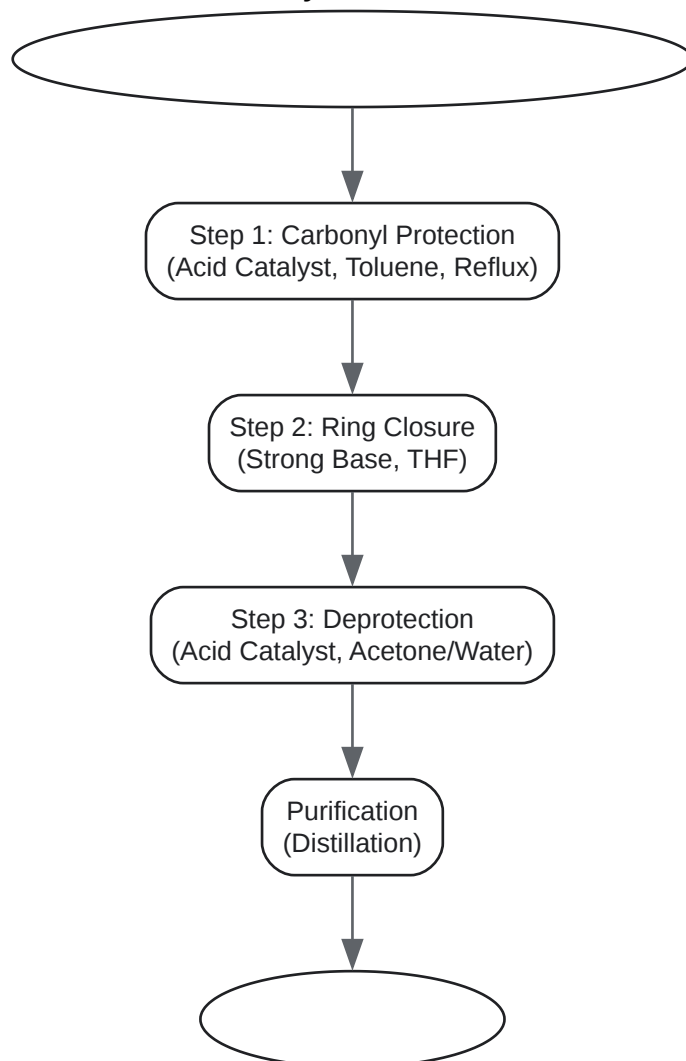 Step 1: Carbonyl Protection
(Acid Catalyst, Toluene, Reflux)
Step 2: Ring Closure
(Strong Base, THF)
Step 3: Deprotection
(Acid Catalyst, Acetone/Water)
Purification
(Distillation)